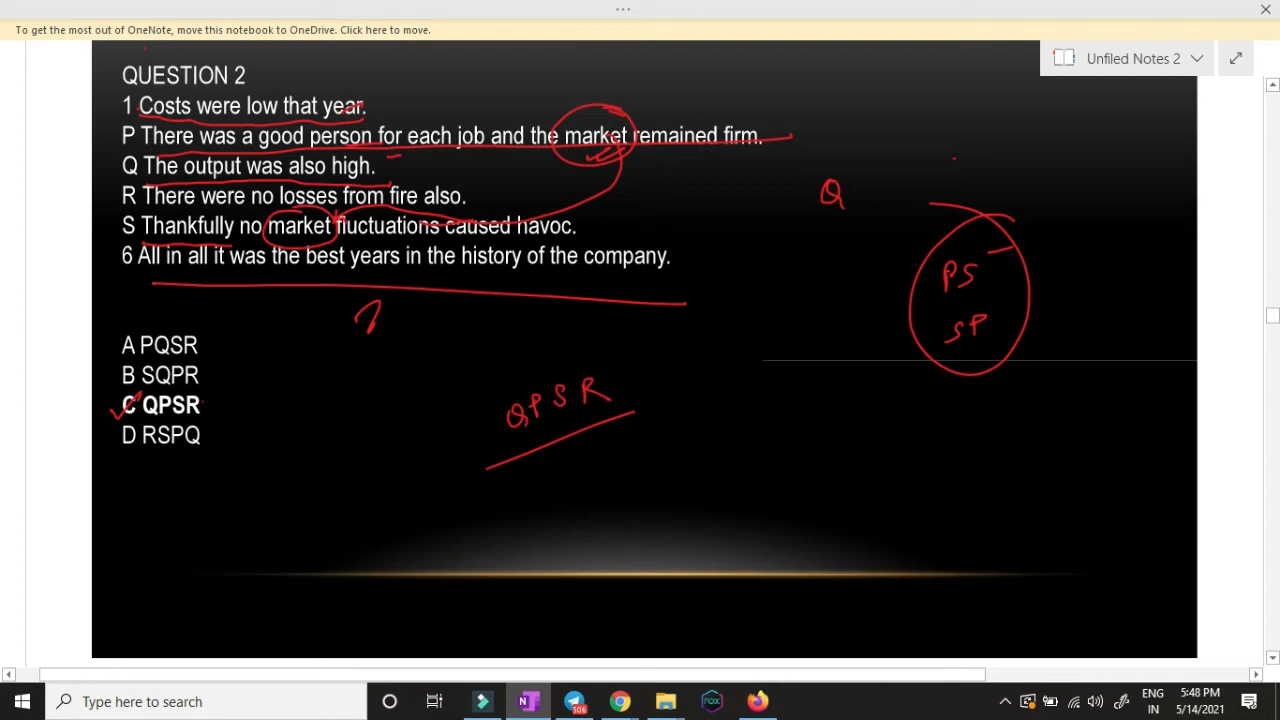 To get the most out of OneNote, move this notebook to OneDrive. Click here to move.
Unfiled Notes 2
QUESTION 2
1 Costs were low that year.
P There was a good person for each job and the market remained firm.
Q The output was also high.
Q
R There were no losses from fire also.
S Thankfully no market fluctuations caused havoc.
6 All in all it was the best years in the history of the company.
PS
SP
A PQSR
B SQPR
C QPSR
QPSR
D RSPQ
Type here to search
506
nox
ENG
IN
5:48 PM
5/14/2021